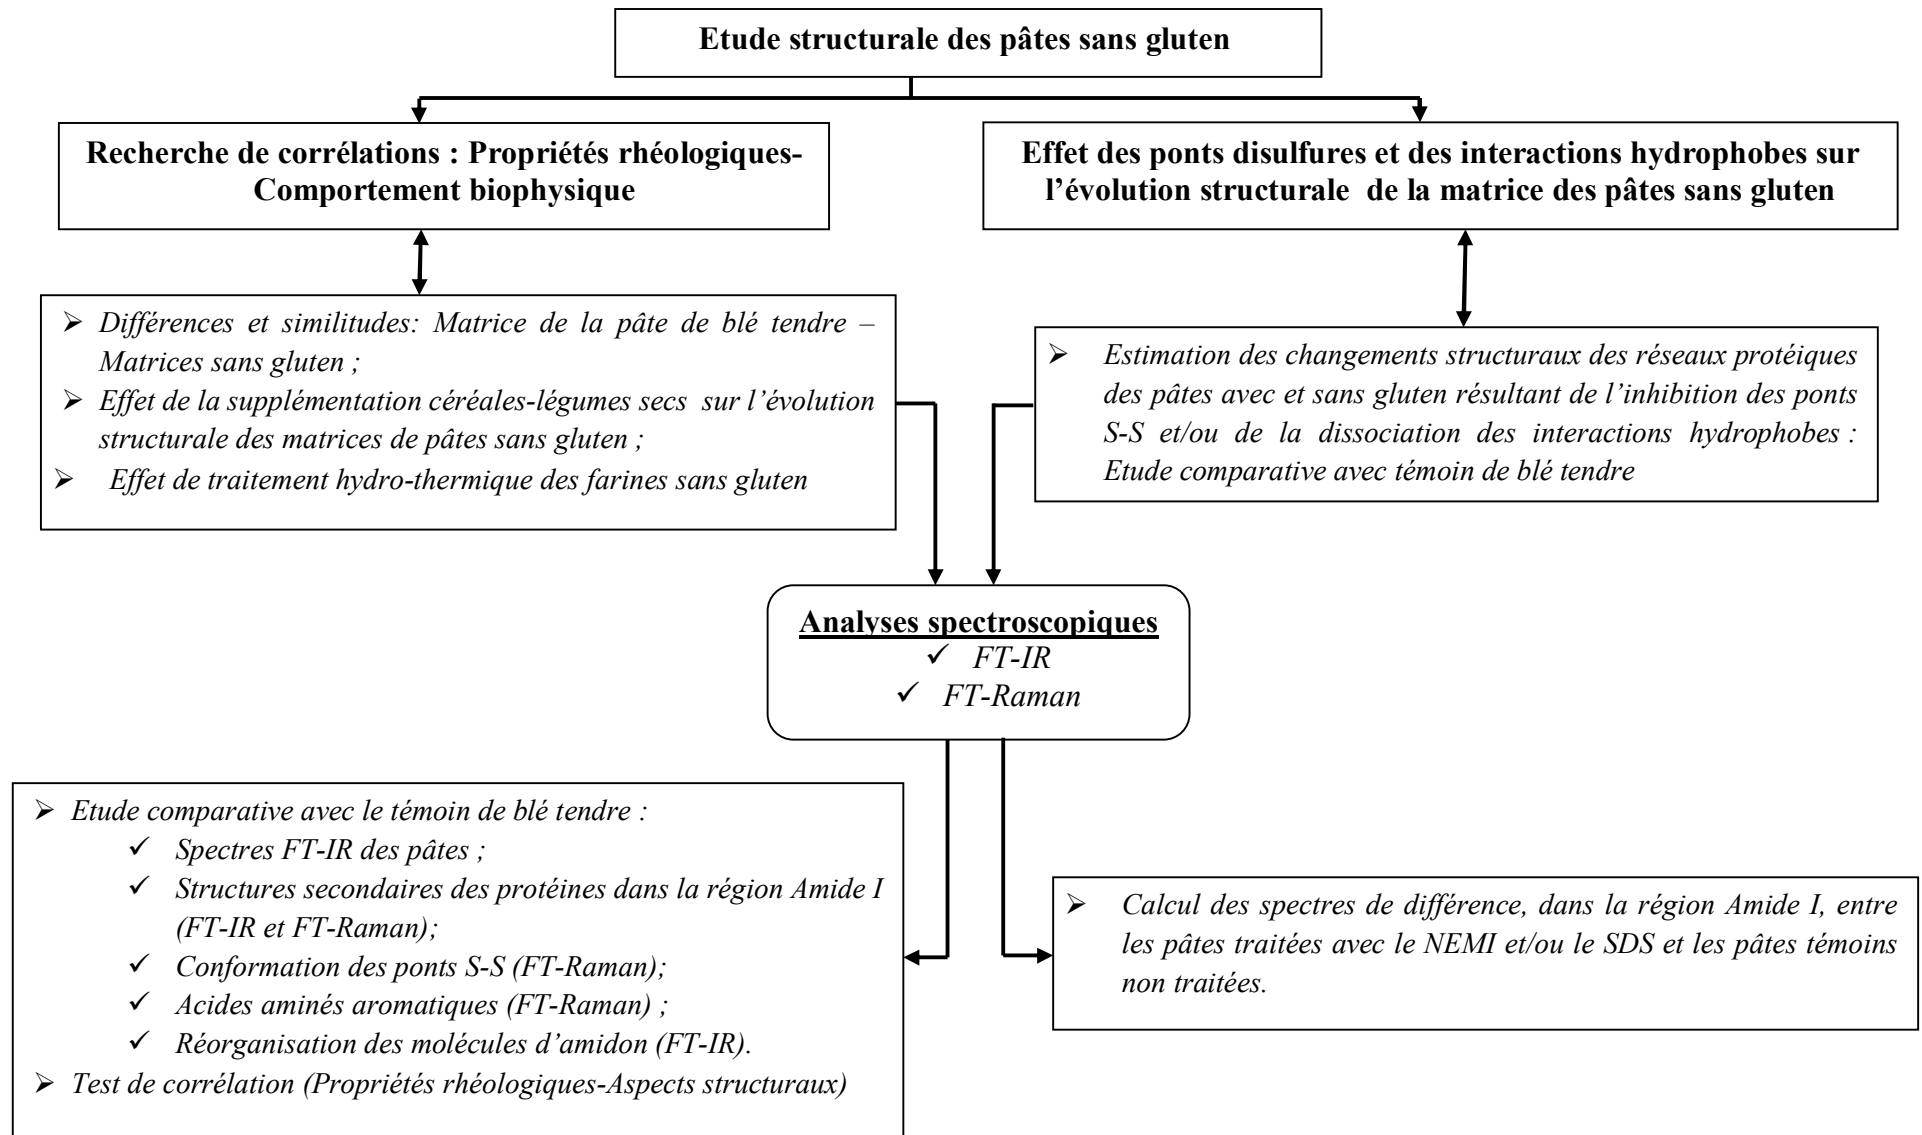 Etude structurale des pâtes sans gluten
Recherche de corrélations : Propriétés rhéologiques-
Comportement biophysique
Effet des ponts disulfures et des interactions hydrophobes sur
l’évolution structurale de la matrice des pâtes sans gluten
➢ Différences et similitudes: Matrice de la pâte de blé tendre –
Matrices sans gluten ;
➢ Effet de la supplémentation céréales-légumes secs sur l’évolution
structurale des matrices de pâtes sans gluten ;
➢ Effet de traitement hydro-thermique des farines sans gluten
➢ Estimation des changements structuraux des réseaux protéiques
des pâtes avec et sans gluten résultant de l’inhibition des ponts
S-S et/ou de la dissociation des interactions hydrophobes :
Etude comparative avec témoin de blé tendre
Analyses spectroscopiques
✓ FT-IR
✓ FT-Raman
➢ Etude comparative avec le témoin de blé tendre :
✓ Spectres FT-IR des pâtes ;
✓ Structures secondaires des protéines dans la région Amide I
(FT-IR et FT-Raman);
✓ Conformation des ponts S-S (FT-Raman);
✓ Acides aminés aromatiques (FT-Raman) ;
✓ Réorganisation des molécules d’amidon (FT-IR).
➢ Test de corrélation (Propriétés rhéologiques-Aspects structuraux)
➢ Calcul des spectres de différence, dans la région Amide I, entre
les pâtes traitées avec le NEMI et/ou le SDS et les pâtes témoins
non traitées.